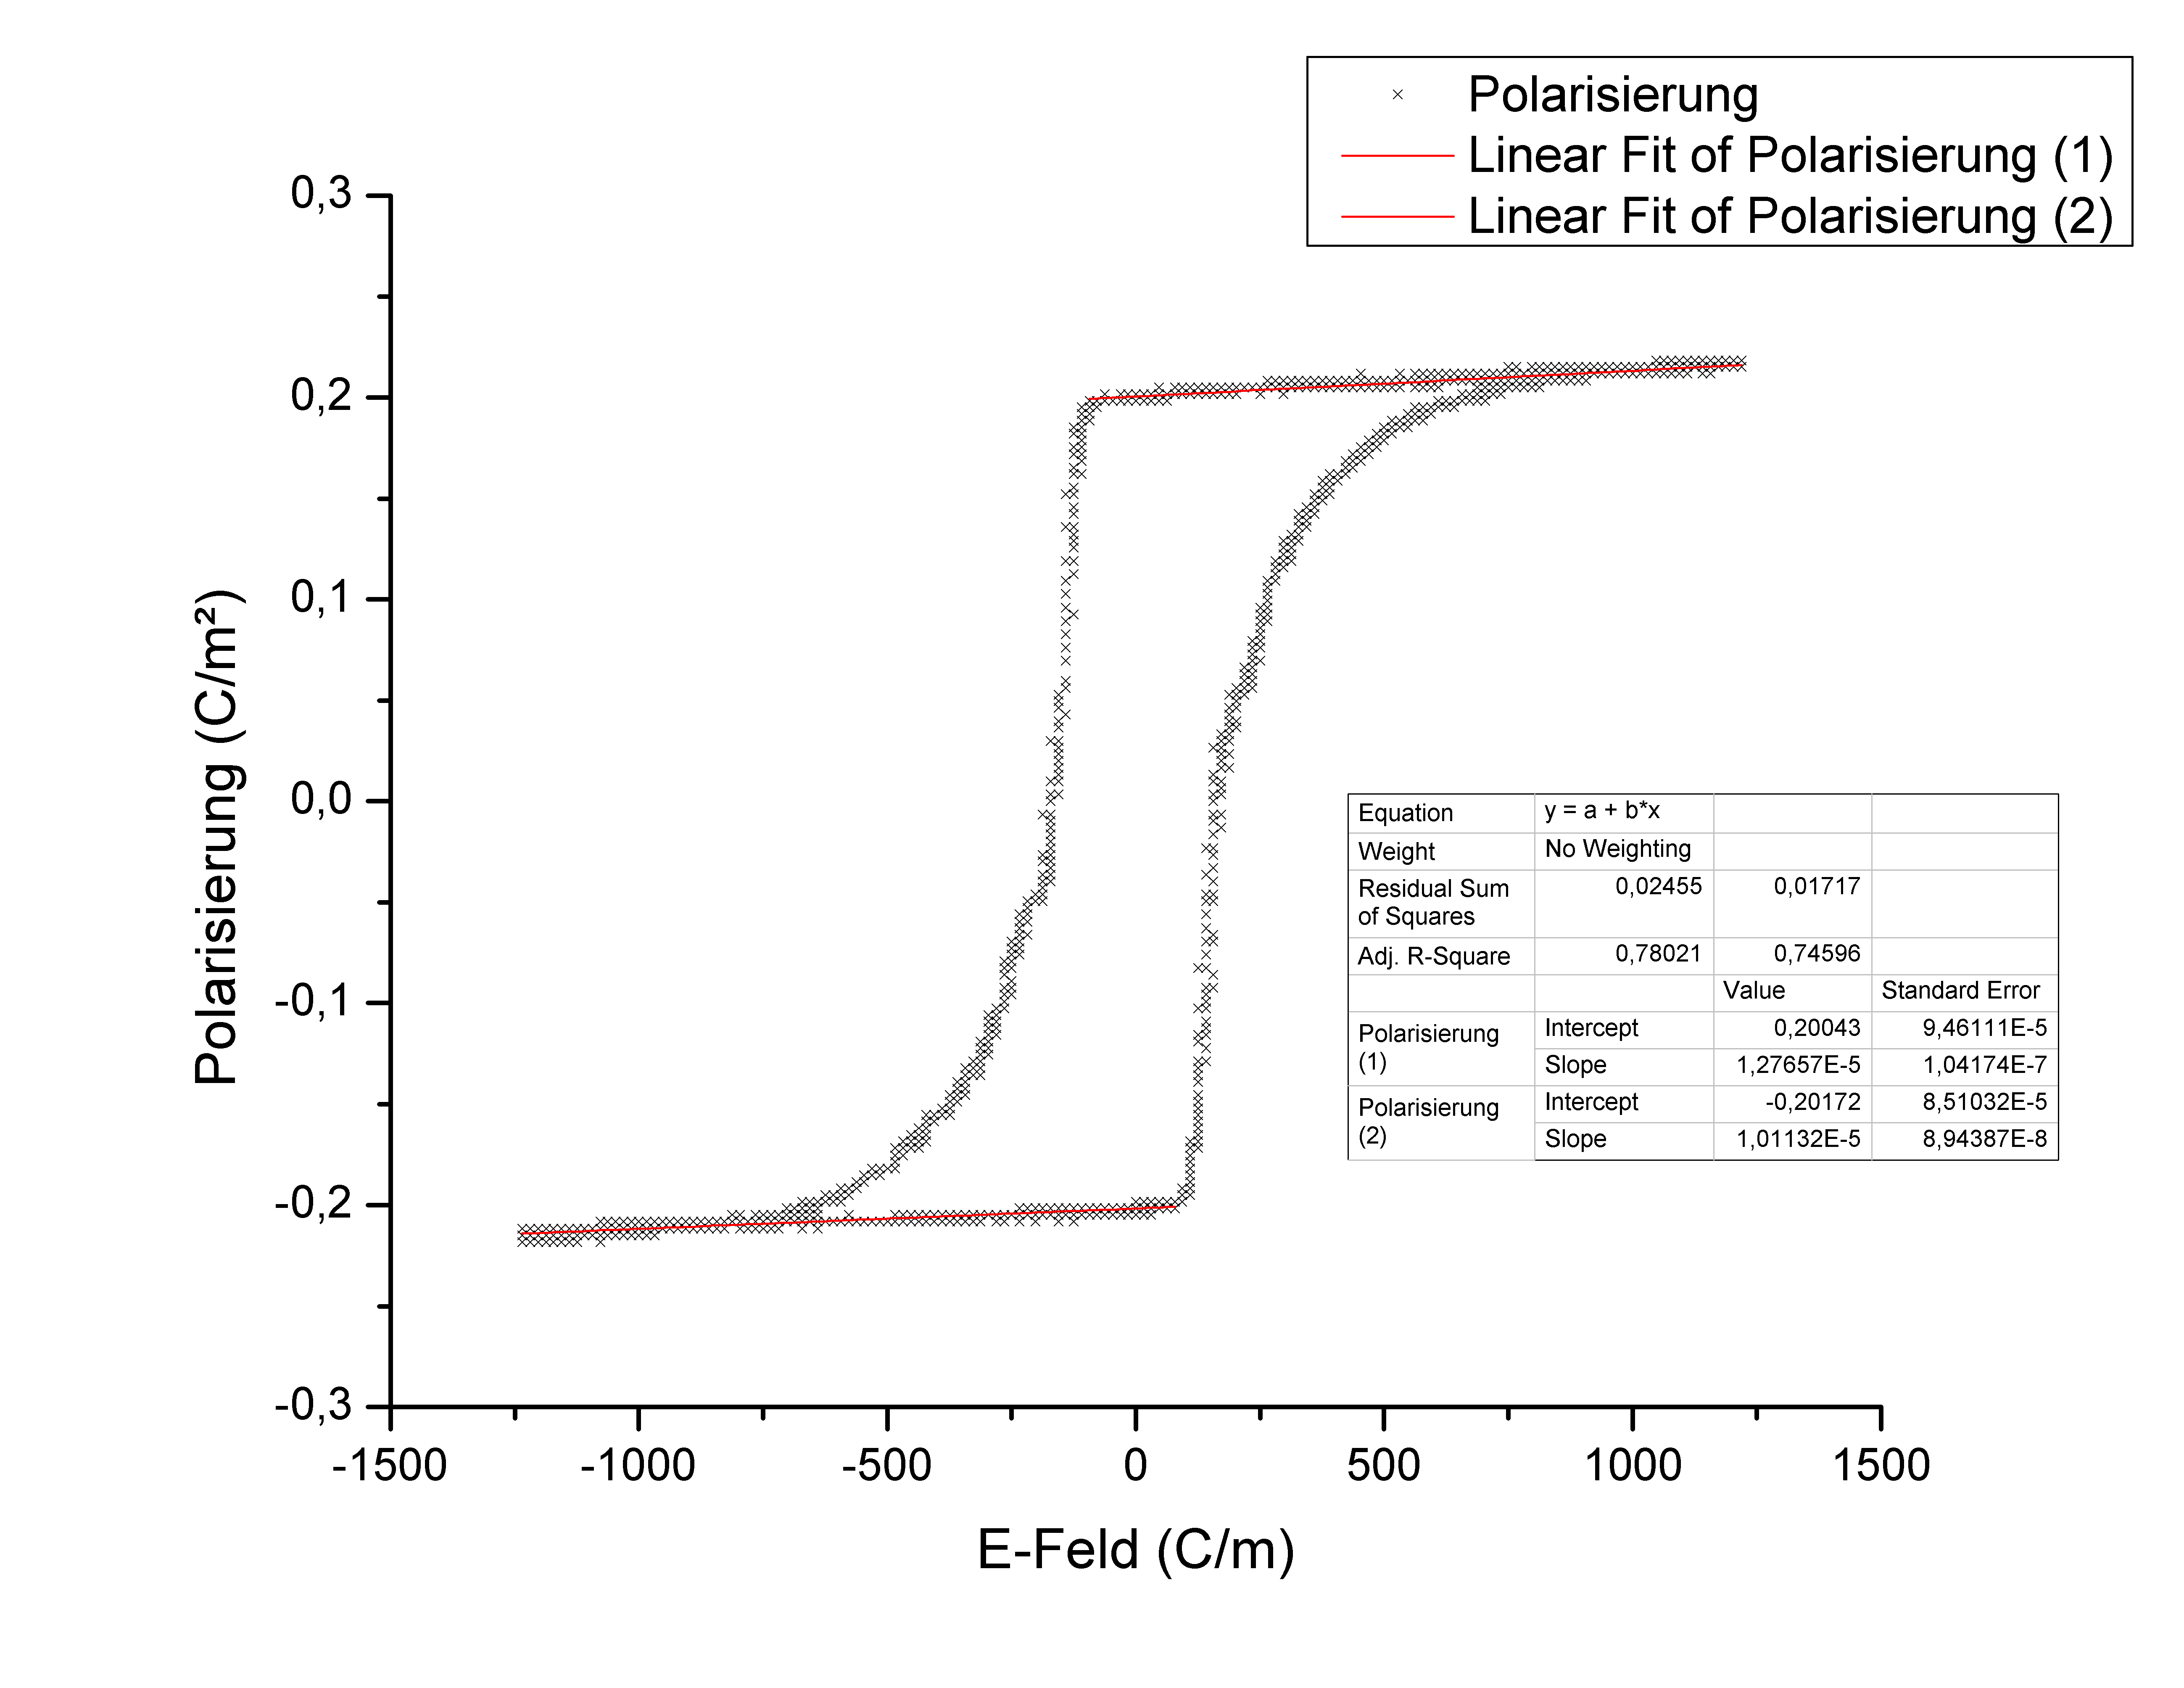 Polarisierung
Linear Fit of Polarisierung (1)
Linear Fit of Polarisierung (2)
0,3
0,2
0,1
0,0
-0,1
-0,2
-0,3
Polarisierung (C/m²)
-1500 -1000 -500 0 500 1000 1500
E-Feld (C/m)
Equation y = a + b*x
Weight No Weighting
Residual Sum 0,02455 0,01717
of Squares
Adj. R-Square 0,78021 0,74596
Value Standard Error
Polarisierung Intercept 0,20043 9,46111E-5
(1) Slope 1,27657E-5 1,04174E-7
Polarisierung Intercept -0,20172 8,51032E-5
(2) Slope 1,01132E-5 8,94387E-8